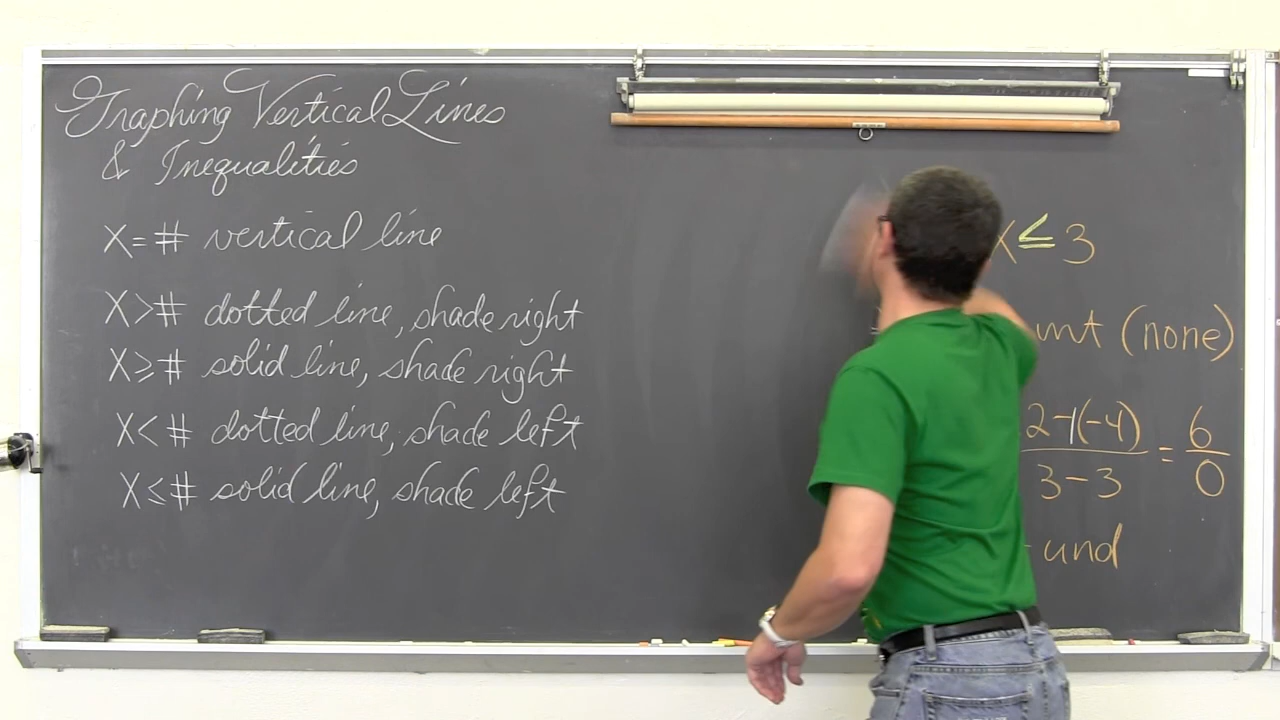 Graphing Vertical Lines
& Inequalities
X = # vertical line
X > # dotted line, shade right
X ≥ # solid line, shade right
X < # dotted line, shade left
X ≤ # solid line, shade left
X ≤ 3
(none)
2-1(-4) / 3-3 = 6/0
und